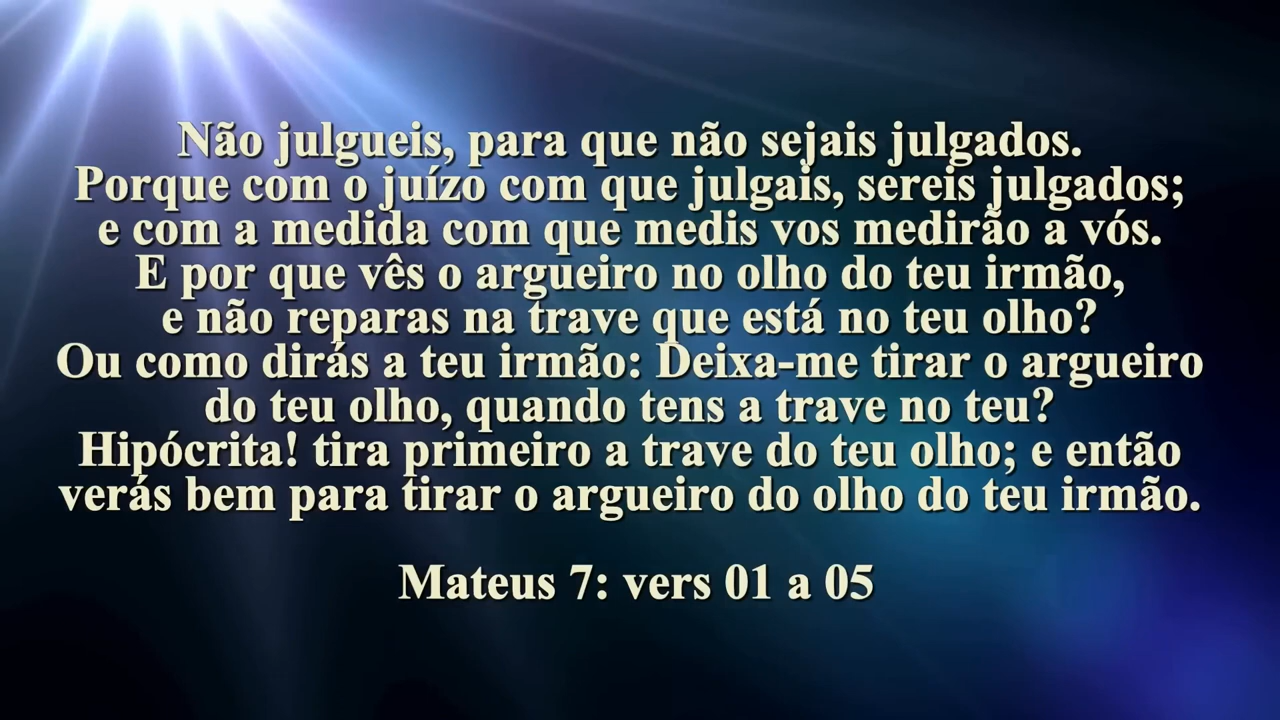 Não julgueis, para que não sejais julgados.
Porque com o juízo com que julgais, sereis julgados;
e com a medida com que medis vos medirão a vós.
E por que vês o argueiro no olho do teu irmão,
e não reparas na trave que está no teu olho?
Ou como dirás a teu irmão: Deixa-me tirar o argueiro
do teu olho, quando tens a trave no teu?
Hipócrita! tira primeiro a trave do teu olho; e então
verás bem para tirar o argueiro do olho do teu irmão.
Mateus 7: vers 01 a 05